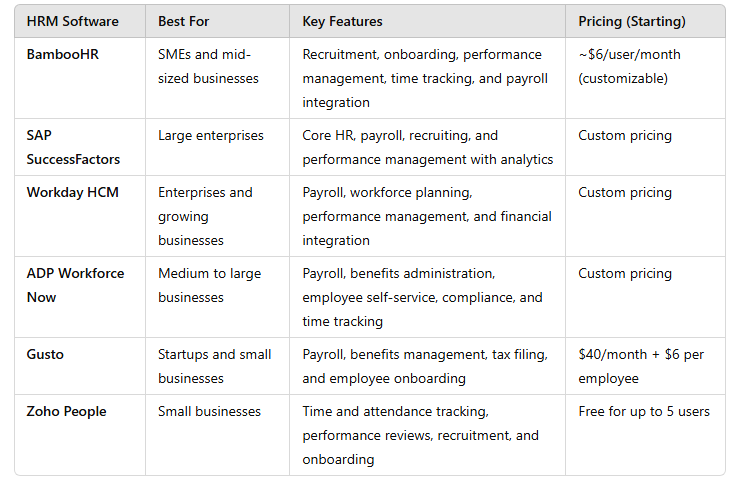 HRM Software Best For Key Features Pricing (Starting)
BambooHR SMEs and mid- Recruitment, onboarding, performance ~$6/user/month
sized businesses management, time tracking, and payroll (customizable)
integration
SAP Large enterprises Core HR, payroll, recruiting, and Custom pricing
SuccessFactors performance management with analytics
Workday HCM Enterprises and Payroll, workforce planning, Custom pricing
growing performance management, and financial
businesses integration
ADP Workforce Medium to large Payroll, benefits administration, Custom pricing
Now businesses employee self-service, compliance, and
time tracking
Gusto Startups and small Payroll, benefits management, tax filing, $40/month + $6 per
businesses and employee onboarding employee
Zoho People Small businesses Time and attendance tracking, Free for up to 5 users
performance reviews, recruitment, and
onboarding